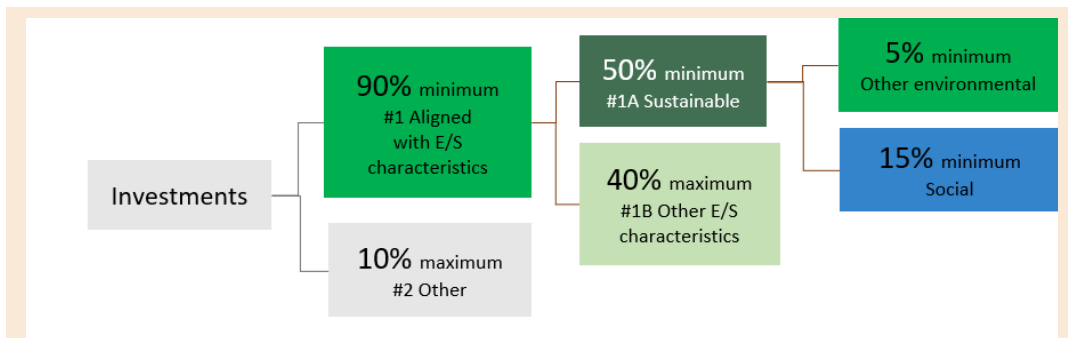 Investments
90% minimum
#1 Aligned
with E/S
characteristics
10% maximum
#2 Other
50% minimum
#1A Sustainable
40% maximum
#1B Other E/S
characteristics
5% minimum
Other environmental
15% minimum
Social